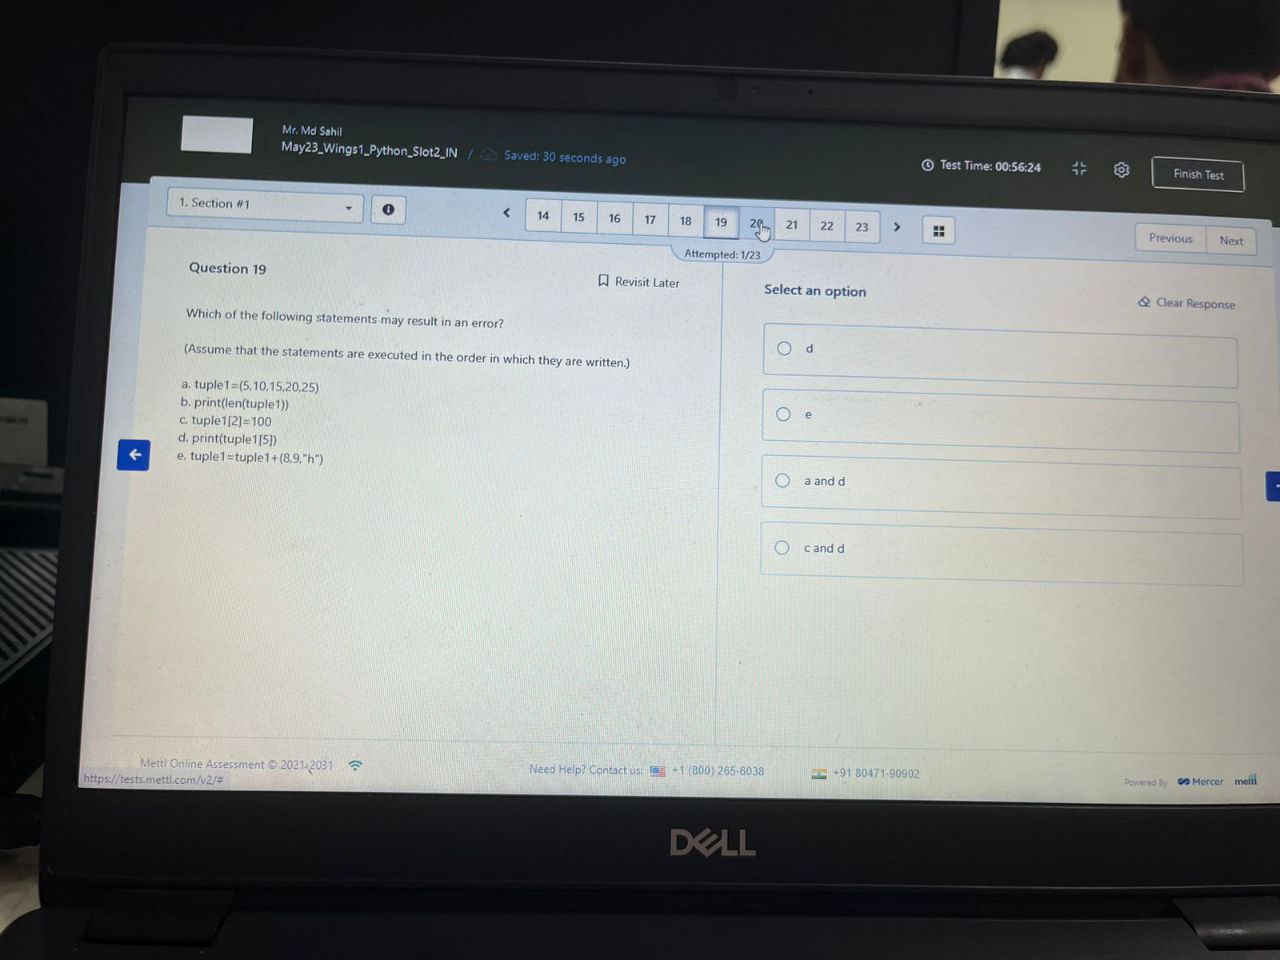 Mr. Md Sahil
May23_Wings1_Python_Slot2_IN / Saved: 30 seconds ago
Test Time: 00:56:24
Finish Test
1. Section #1
14 15 16 17 18 19 20 21 22 23
Previous Next
Attempted: 1/23
Question 19
Revisit Later
Which of the following statements may result in an error?
(Assume that the statements are executed in the order in which they are written.)
a. tuple1=(5,10,15,20,25)
b. print(len(tuple1))
c. tuple1[2]=100
d. print(tuple1[5])
e. tuple1=tuple1+(8,9,"h")
Select an option
Clear Response
d
e
a and d
c and d
Mettl Online Assessment © 2021-2031
https://tests.mettl.com/v2/#
Need Help? Contact us: +1 (800) 265-6038
+91 80471-90902
Powered By Mercer mettl
DELL